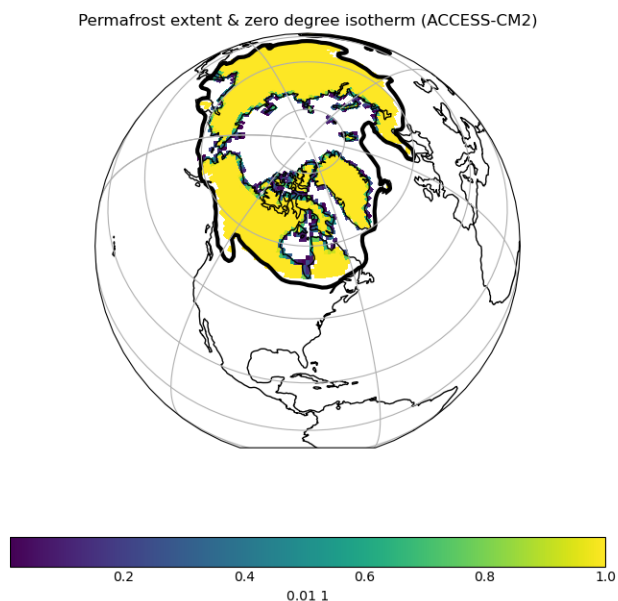 Permafrost extent & zero degree isotherm (ACCESS-CM2)
0.2 0.4 0.6 0.8 1.0
0.01 1